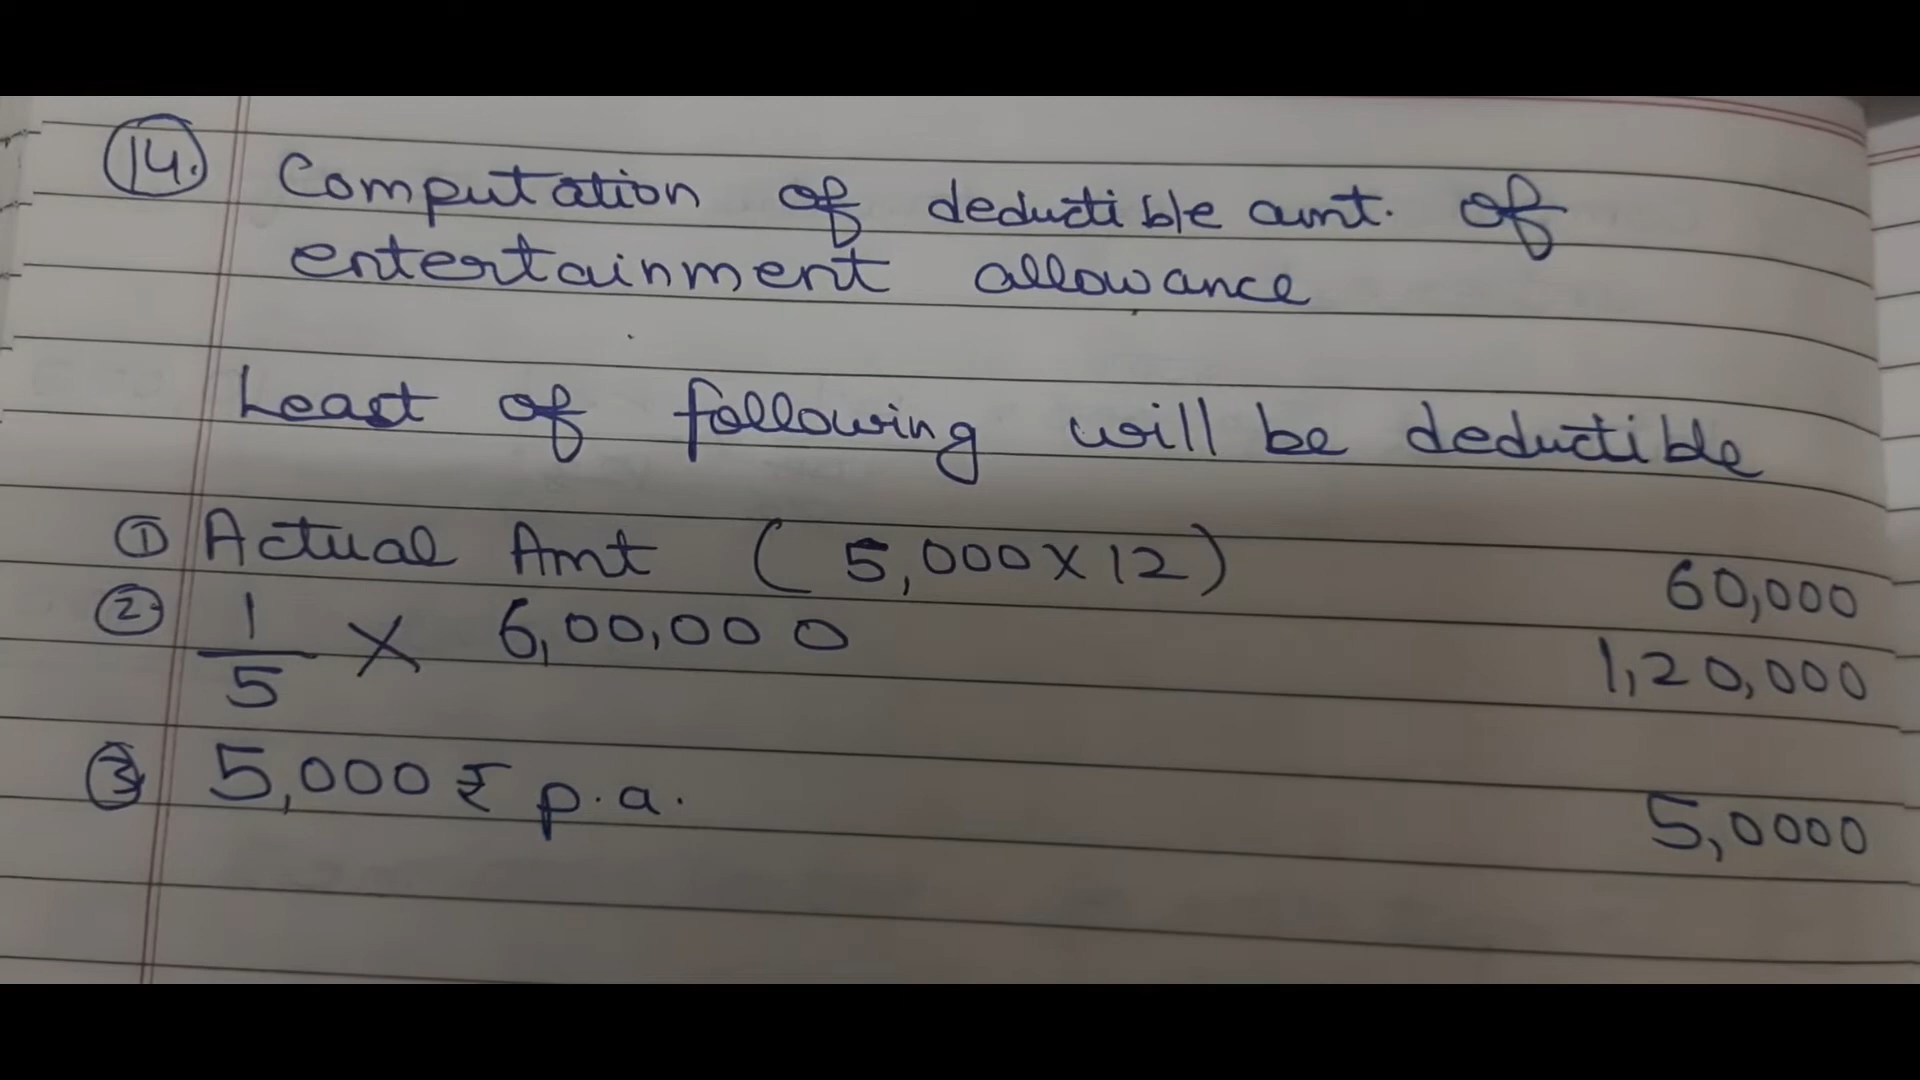 14. Computation of deductible amt. of
entertainment allowance
Least of following will be deductible
① Actual Amt (5,000 x 12) 60,000
②. 1/5 x 6,00,000 1,20,000
③ 5,000 ₹ p.a. 5,0000